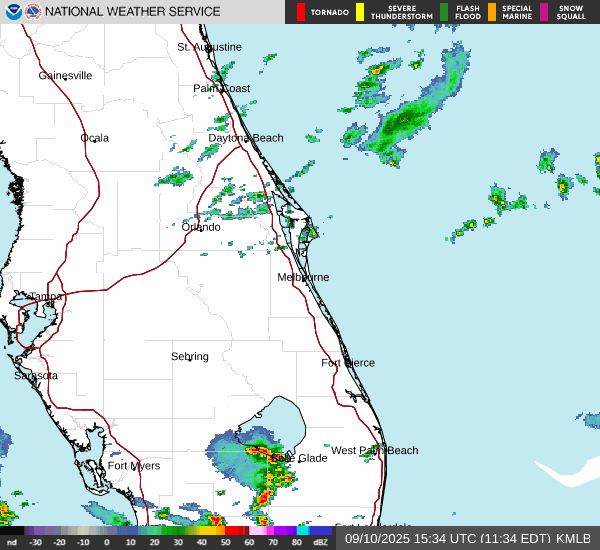 NATIONAL WEATHER SERVICE
TORNADO
SEVERE THUNDERSTORM
FLASH FLOOD
SPECIAL MARINE
SNOW SQUALL
St. Augustine
Gainesville
Palm Coast
Ocala
Daytona Beach
Orlando
Melbourne
Tampa
Sebring
Fort Pierce
Sarasota
West Palm Beach
Belle Glade
Fort Myers
Fort Lauderdale
nd -30 -20 -10 0 10 20 30 40 50 60 70 80 dBZ
09/10/2025 15:34 UTC (11:34 EDT) KMLB